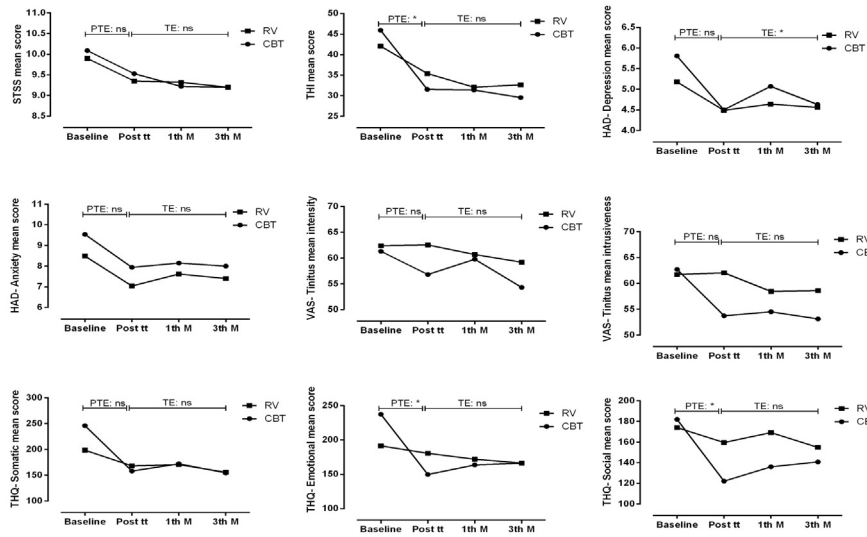 STSS mean score
PTE: ns TE: ns
RV
CBT
11.0
10.5
10.0
9.5
9.0
8.5
Baseline Post tt 1th M 3th M
THI mean score
PTE: * TE: ns
RV
CBT
50
45
40
35
30
25
Baseline Post tt 1th M 3th M
HAD- Depression mean score
PTE: ns TE: *
RV
CBT
6.5
6.0
5.5
5.0
4.5
4.0
Baseline Post tt 1th M 3th M
HAD- Anxiety mean score
PTE: ns TE: ns
RV
CBT
11
10
9
8
7
6
Baseline Post tt 1th M 3th M
VAS- Tinitus mean intensity
PTE: ns TE: ns
RV
CBT
70
65
60
55
50
Baseline Post tt 1th M 3th M
VAS- Tinitus mean intrusiveness
PTE: ns TE: ns
RV
CBT
70
65
60
55
50
Baseline Post tt 1th M 3th M
THQ- Somatic mean score
PTE: ns TE: ns
RV
CBT
300
250
200
150
100
Baseline Post tt 1th M 3th M
THQ- Emotional mean score
PTE: * TE: ns
RV
CBT
250
200
150
100
Baseline Post tt 1th M 3th M
THQ- Social mean score
PTE: * TE: ns
RV
CB
200
180
160
140
120
100
Baseline Post tt 1th M 3th M